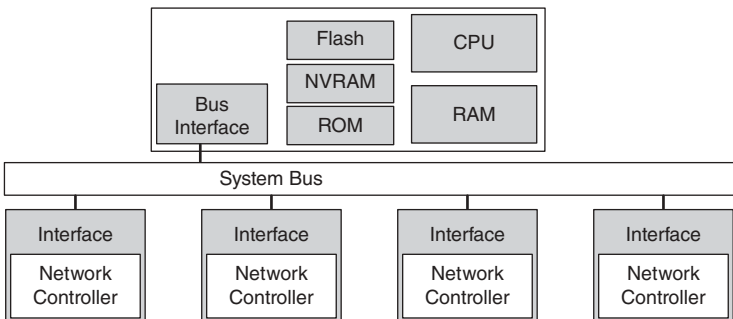 Flash
CPU
NVRAM
Bus
Interface
ROM
RAM
System Bus
Interface
Network
Controller
Interface
Network
Controller
Interface
Network
Controller
Interface
Network
Controller